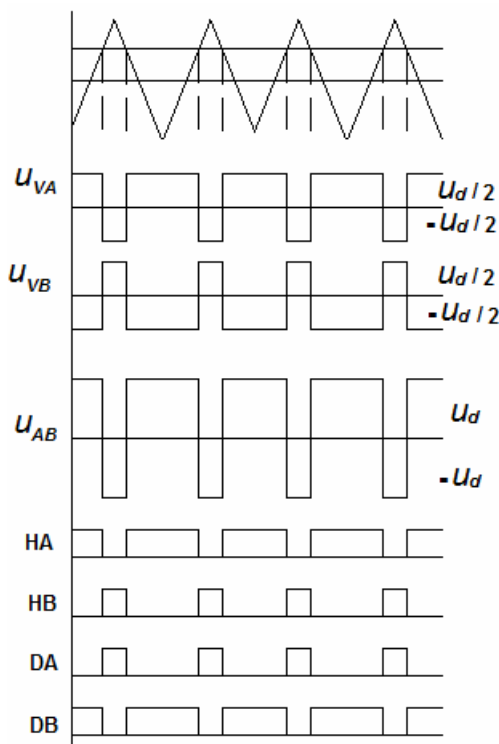 u_VA
u_d / 2
-u_d / 2
u_VB
u_d / 2
-u_d / 2
u_AB
u_d
-u_d
HA
HB
DA
DB